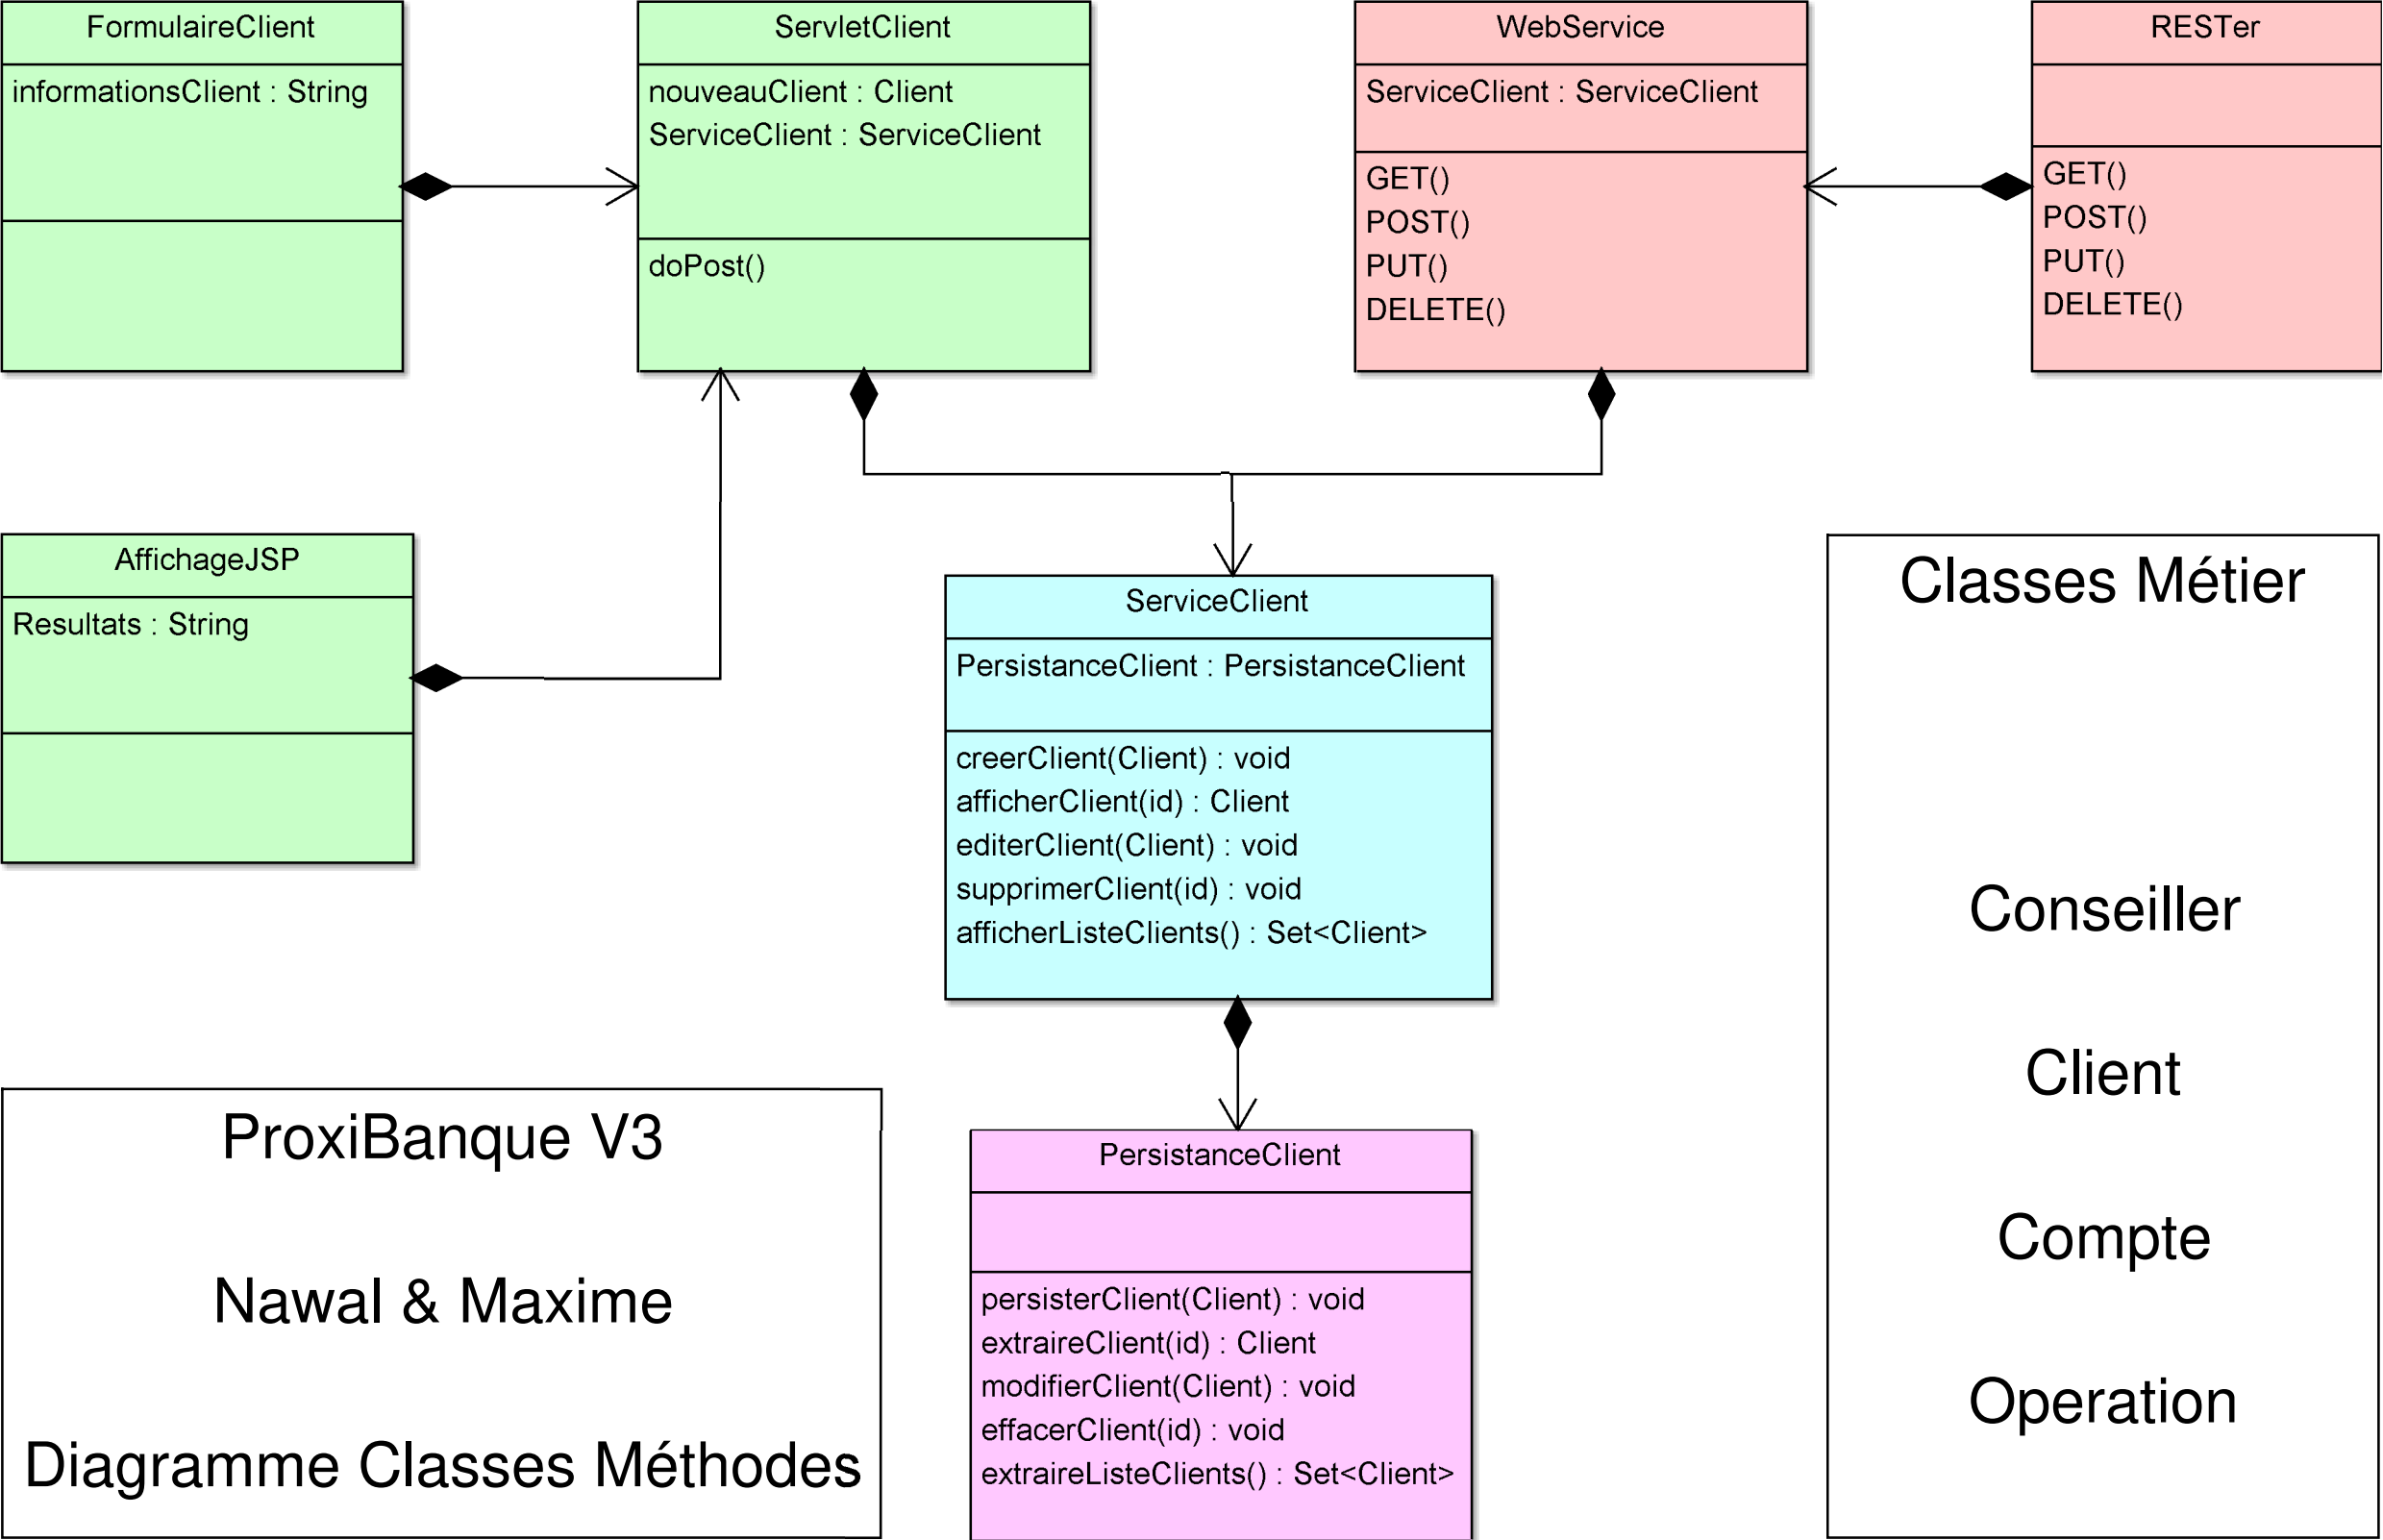 FormulaireClient
informationsClient : String
ServletClient
nouveauClient : Client
ServiceClient : ServiceClient
doPost()
WebService
ServiceClient : ServiceClient
GET()
POST()
PUT()
DELETE()
RESTer
GET()
POST()
PUT()
DELETE()
AffichageJSP
Resultats : String
ServiceClient
PersistanceClient : PersistanceClient
creerClient(Client) : void
afficherClient(id) : Client
editerClient(Client) : void
supprimerClient(id) : void
afficherListeClients() : Set<Client>
Classes Métier
Conseiller
Client
Compte
Operation
ProxiBanque V3
Nawal & Maxime
Diagramme Classes Méthodes
PersistanceClient
persisterClient(Client) : void
extraireClient(id) : Client
modifierClient(Client) : void
effacerClient(id) : void
extraireListeClients() : Set<Client>